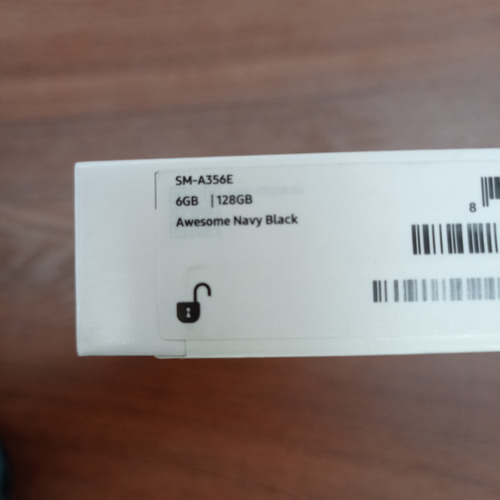 SM-A356E
6GB | 128GB
Awesome Navy Black
8